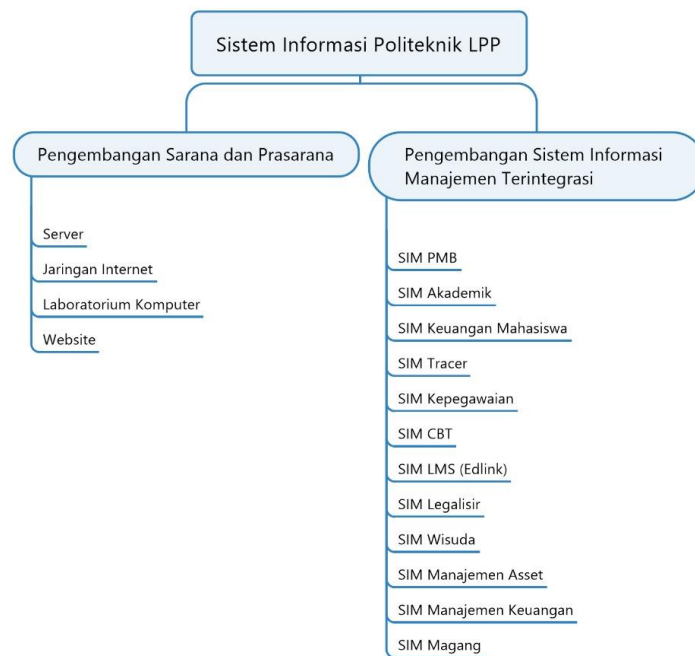 Sistem Informasi Politeknik LPP
Pengembangan Sarana dan Prasarana
Server
Jaringan Internet
Laboratorium Komputer
Website
Pengembangan Sistem Informasi
Manajemen Terintegrasi
SIM PMB
SIM Akademik
SIM Keuangan Mahasiswa
SIM Tracer
SIM Kepegawaian
SIM CBT
SIM LMS (Edlink)
SIM Legalisir
SIM Wisuda
SIM Manajemen Asset
SIM Manajemen Keuangan
SIM Magang